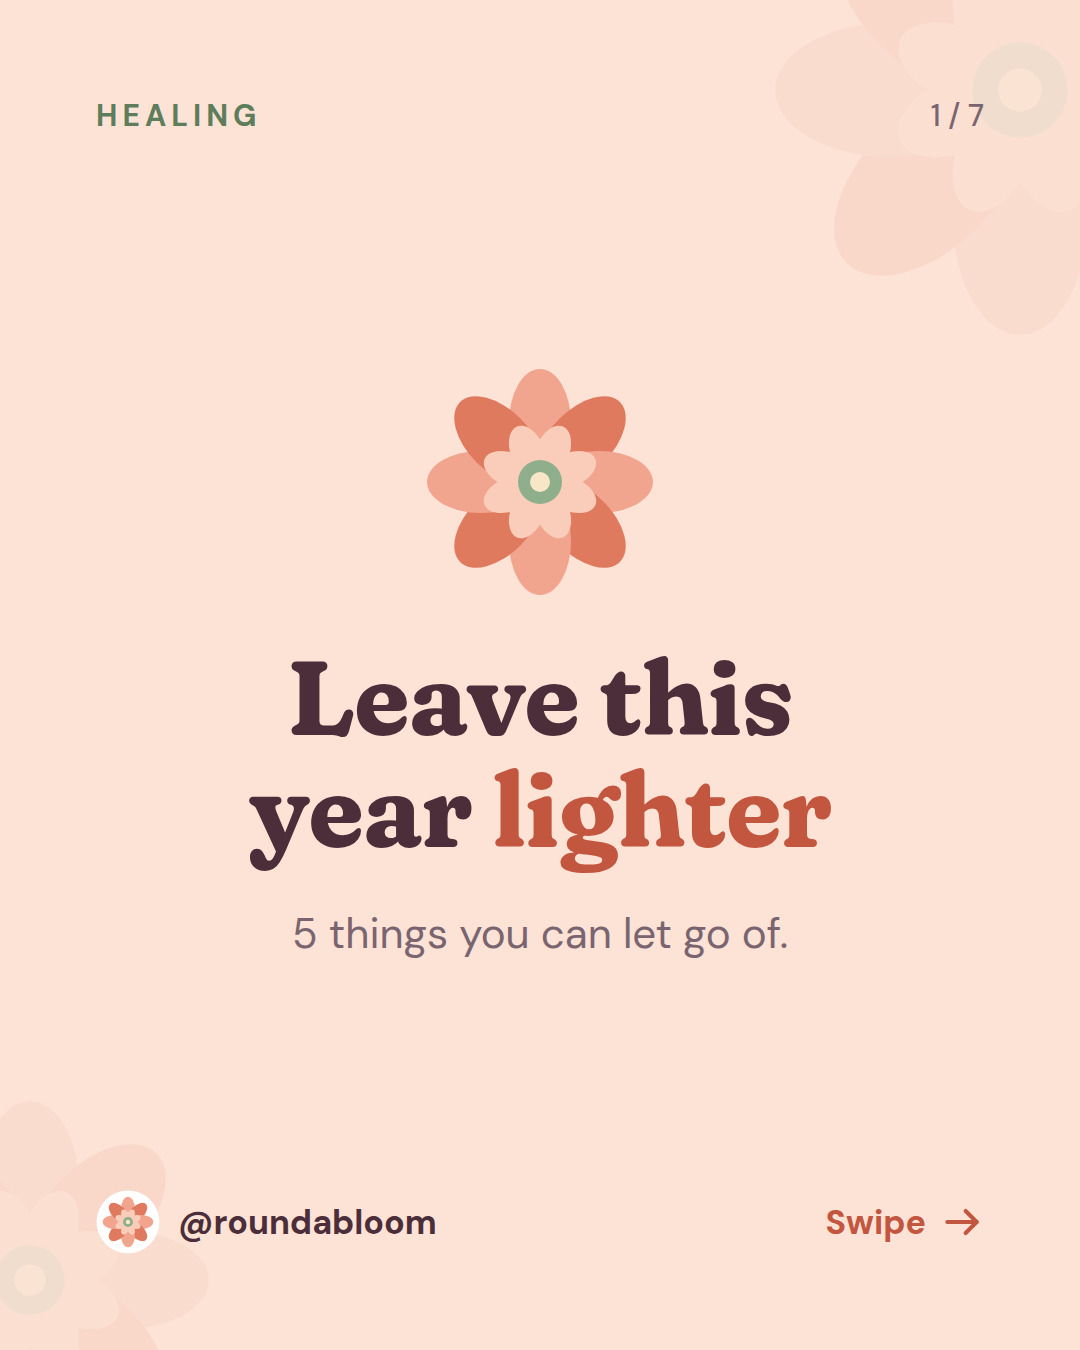 HEALING
1 / 7
Leave this
year lighter
5 things you can let go of.
@roundabloom
Swipe →